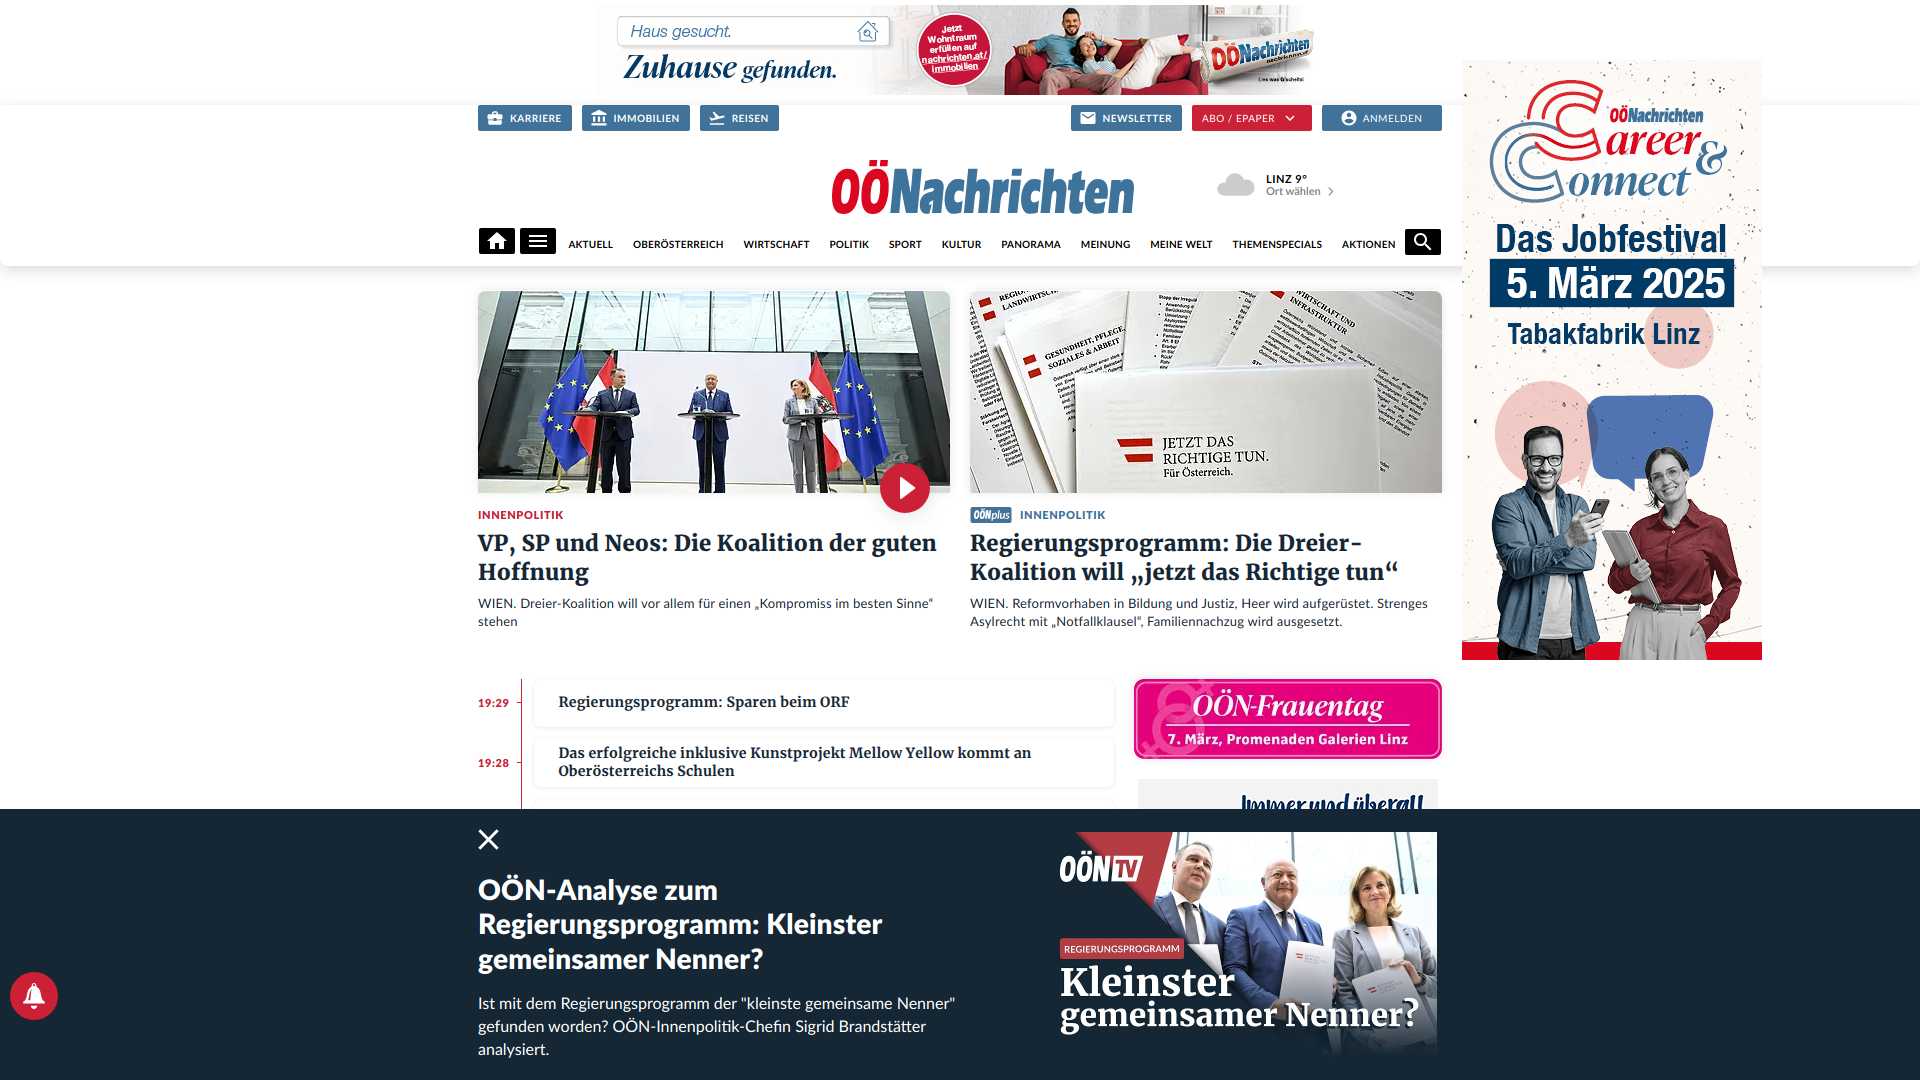 Haus gesucht.
Zuhause gefunden.
Jetzt
Wohntraum
erfüllen auf
nachrichten.at/
immobilien
OÖNachrichten
Lies was G'scheits!
KARRIERE
IMMOBILIEN
REISEN
NEWSLETTER
ABO / EPAPER
ANMELDEN
OÖNachrichten
LINZ 9°
Ort wählen
AKTUELL
OBERÖSTERREICH
WIRTSCHAFT
POLITIK
SPORT
KULTUR
PANORAMA
MEINUNG
MEINE WELT
THEMENSPECIALS
AKTIONEN
OÖNachrichten
Career &
Connect
Das Jobfestival
5. März 2025
Tabakfabrik Linz
GESUNDHEIT, PFLEGE,
SOZIALES & ARBEIT
JETZT DAS
RICHTIGE TUN.
Für Österreich.
INNENPOLITIK
VP, SP und Neos: Die Koalition der guten
Hoffnung
WIEN. Dreier-Koalition will vor allem für einen „Kompromiss im besten Sinne“
stehen
OÖNplus INNENPOLITIK
Regierungsprogramm: Die Dreier-
Koalition will „jetzt das Richtige tun“
WIEN. Reformvorhaben in Bildung und Justiz, Heer wird aufgerüstet. Strenges
Asylrecht mit „Notfallklausel“, Familiennachzug wird ausgesetzt.
19:29
Regierungsprogramm: Sparen beim ORF
19:28
Das erfolgreiche inklusive Kunstprojekt Mellow Yellow kommt an
Oberösterreichs Schulen
OÖN-Frauentag
7. März, Promenaden Galerien Linz
Immer und überall
OÖN-Analyse zum
Regierungsprogramm: Kleinster
gemeinsamer Nenner?
Ist mit dem Regierungsprogramm der "kleinste gemeinsame Nenner"
gefunden worden? OÖN-Innenpolitik-Chefin Sigrid Brandstätter
analysiert.
OÖN TV
REGIERUNGSPROGRAMM
Kleinster
gemeinsamer Nenner?